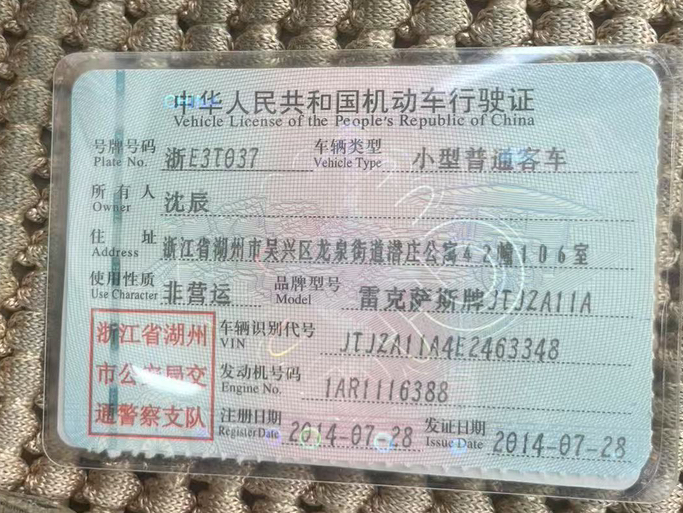 中华人民共和国机动车行驶证
Vehicle License of the People's Republic of China
号牌号码 浙E3T037 车辆类型 小型普通客车
Plate No. Vehicle Type
所有人 沈辰
Owner
住址 浙江省湖州市吴兴区龙泉街道潜庄公寓42幢106室
Address
使用性质 非营运 品牌型号 雷克萨斯牌JTJZA11A
Use Character Model
浙江省湖州
市公安局交
通警察支队
车辆识别代号 JTJZA11A4E2463348
VIN
发动机号码 1AR1116388
Engine No.
注册日期 2014-07-28 发证日期 2014-07-28
Register Date Issue Date